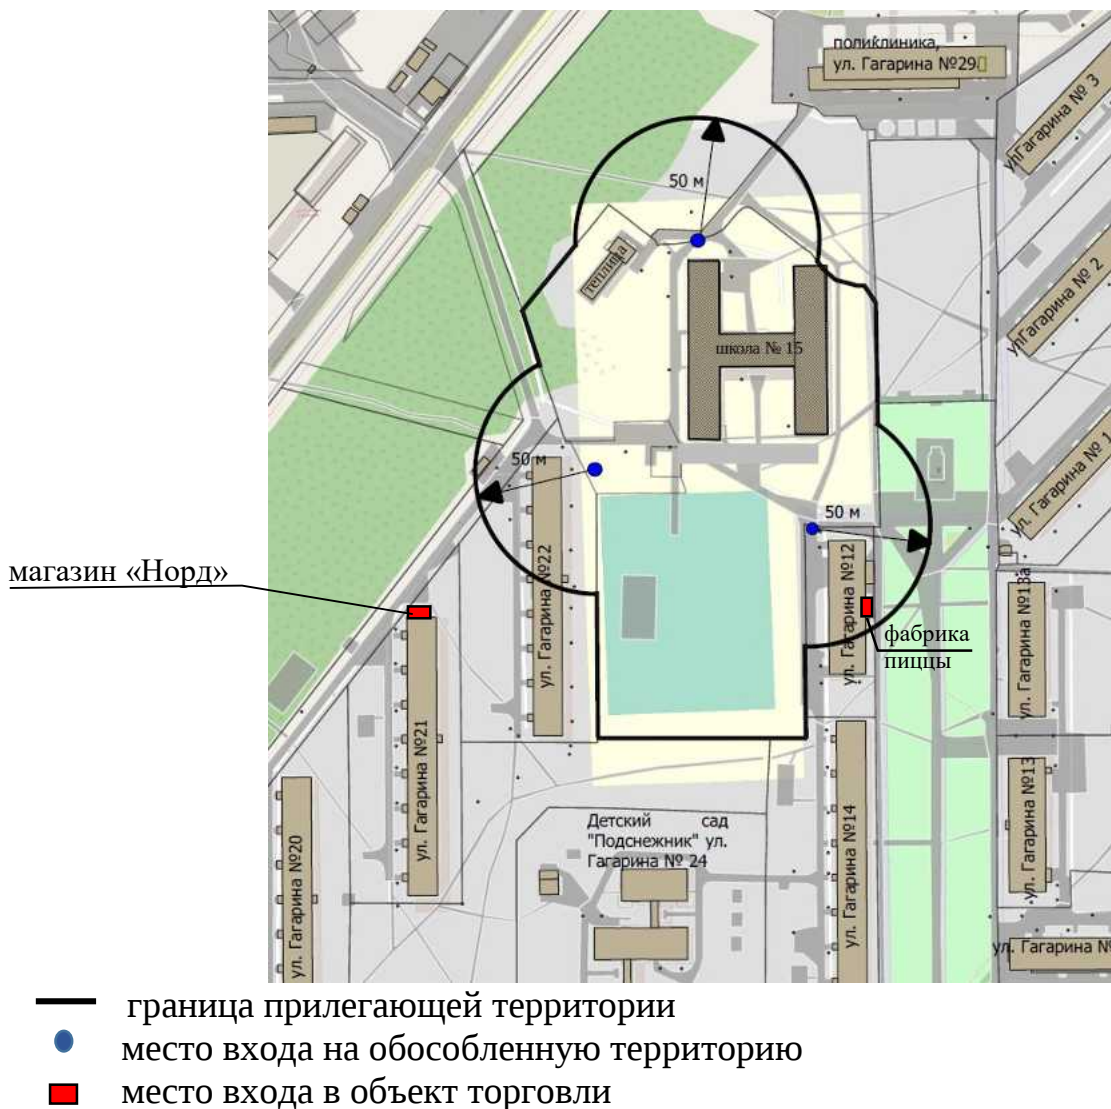 поликлиника,
ул. Гагарина №29
ул Гагарина № 3
50 м
теплица
ул Гагарина № 2
школа № 15
50 м
ул. Гагарина № 1
50 м
магазин «Норд»
ул. Гагарина №22
ул. Гагарина №12
фабрика
пиццы
ул. Гагарина №13а
ул. Гагарина №21
ул. Гагарина №13
Детский сад
"Подснежник" ул.
Гагарина № 24
ул. Гагарина №20
ул. Гагарина №14
ул. Гагарина №
граница прилегающей территории
место входа на обособленную территорию
место входа в объект торговли